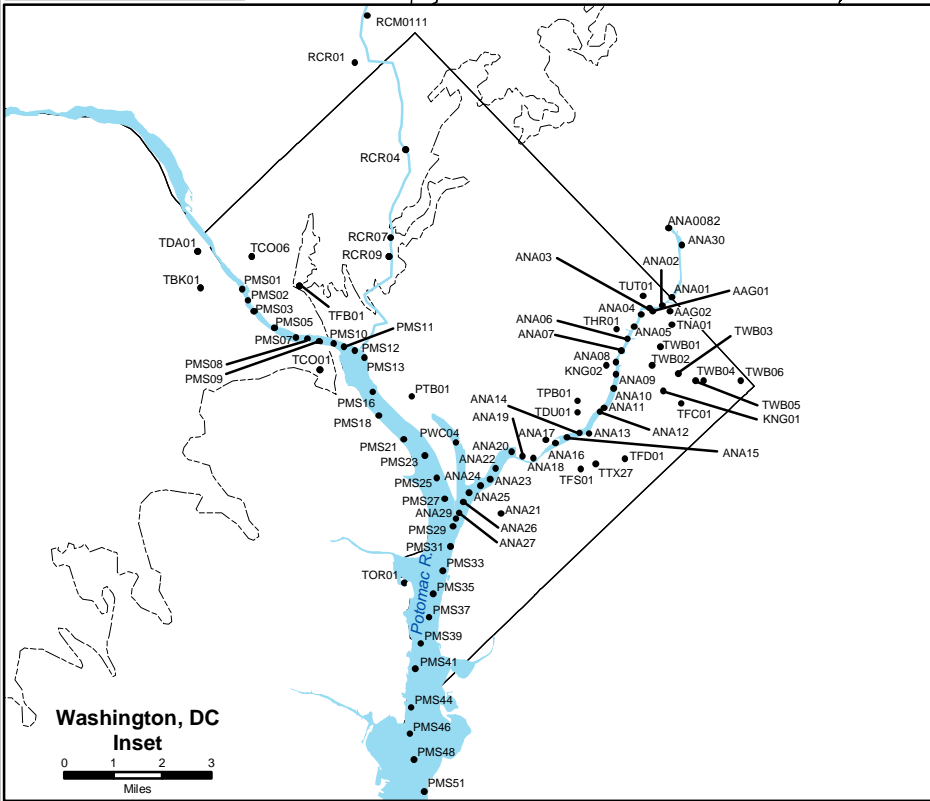 RCM0111
RCR01
RCR04
ANA0082
RCR07
ANA30
TDA01
TCO06
RCR09
ANA03
ANA02
TBK01
PMS01
TUT01
ANA01
AAG01
PMS02
PMS03
TFB01
ANA04
AAG02
PMS05
PMS11
ANA06
THR01
ANA05
TNA01
TWB03
PMS07
PMS10
ANA07
TWB01
PMS08
PMS12
ANA08
TWB02
PMS09
TCO01
PMS13
KNG02
TWB04
TWB06
ANA09
PTB01
ANA14
TPB01
ANA10
TWB05
PMS16
ANA19
TDU01
ANA11
TFC01
KNG01
PMS18
PWC04
ANA17
ANA13
ANA12
PMS21
ANA20
ANA16
ANA15
PMS23
ANA22
ANA18
TFD01
TTX27
PMS25
ANA24
ANA23
TFS01
PMS27
ANA25
ANA29
ANA21
ANA26
PMS29
ANA27
PMS31
Potomac R.
PMS33
TOR01
PMS35
PMS37
PMS39
PMS41
PMS44
Washington, DC
Inset
PMS46
0 1 2 3
Miles
PMS48
PMS51